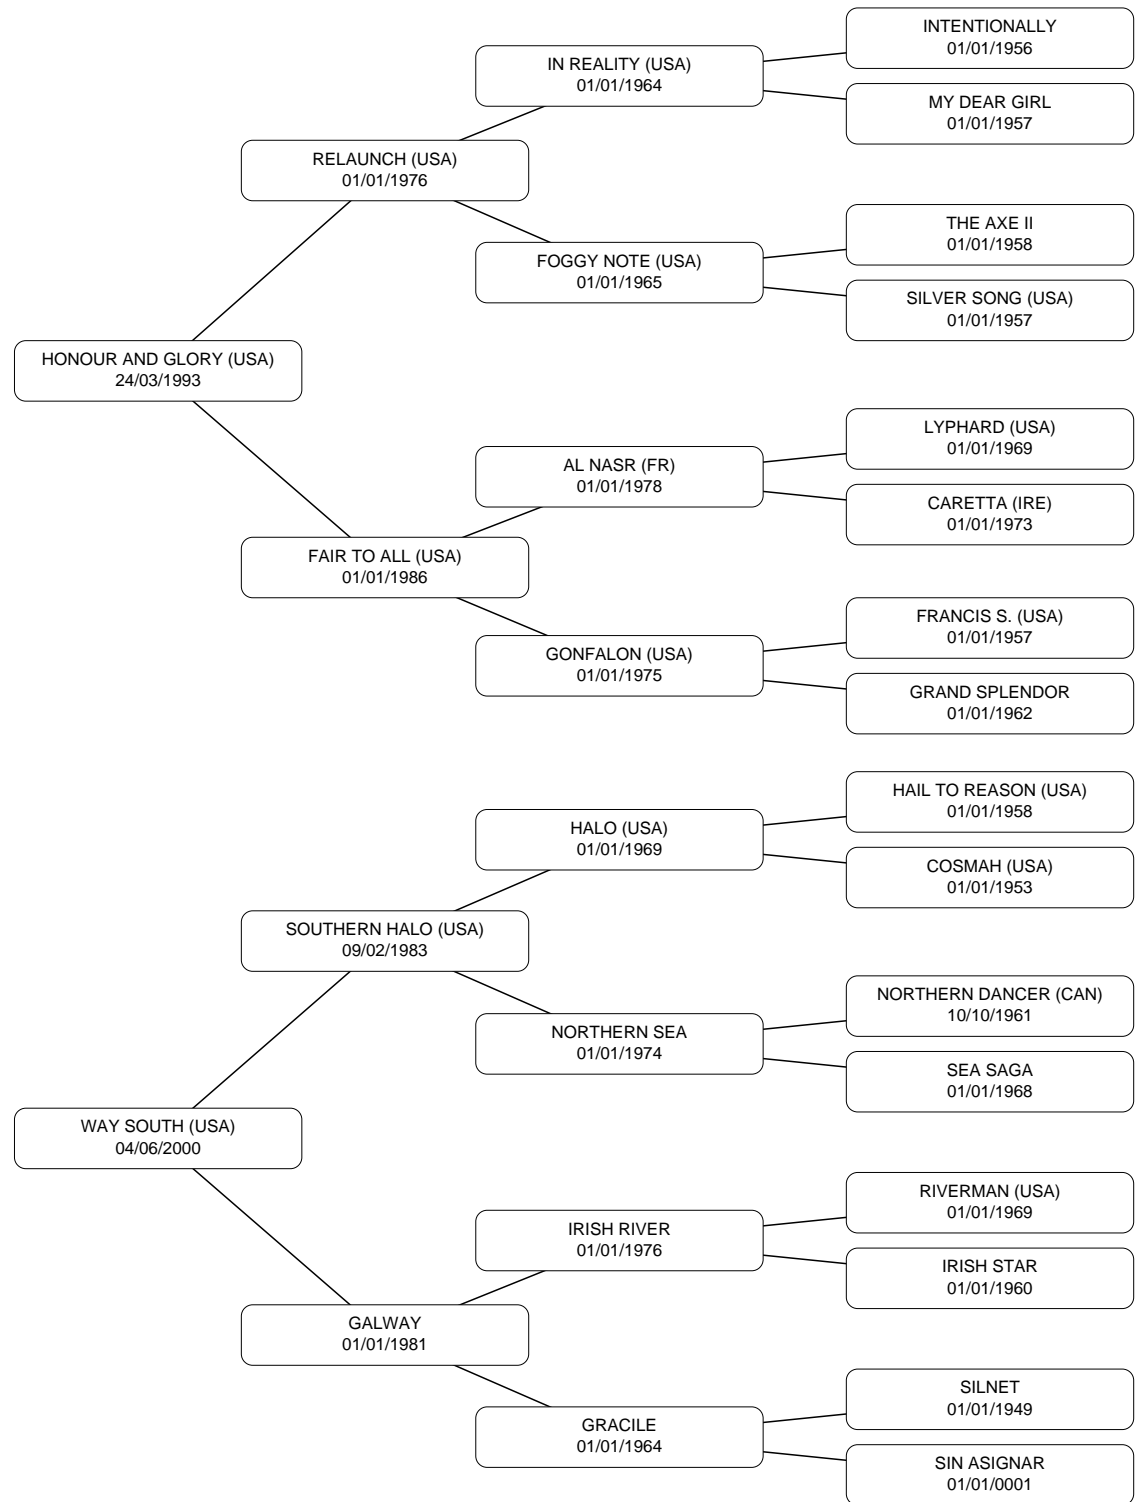 INTENTIONALLY
01/01/1956
IN REALITY (USA)
01/01/1964
MY DEAR GIRL
01/01/1957
RELAUNCH (USA)
01/01/1976
THE AXE II
01/01/1958
FOGGY NOTE (USA)
01/01/1965
SILVER SONG (USA)
01/01/1957
HONOUR AND GLORY (USA)
24/03/1993
LYPHARD (USA)
01/01/1969
AL NASR (FR)
01/01/1978
CARETTA (IRE)
01/01/1973
FAIR TO ALL (USA)
01/01/1986
FRANCIS S. (USA)
01/01/1957
GONFALON (USA)
01/01/1975
GRAND SPLENDOR
01/01/1962
HAIL TO REASON (USA)
01/01/1958
HALO (USA)
01/01/1969
COSMAH (USA)
01/01/1953
SOUTHERN HALO (USA)
09/02/1983
NORTHERN DANCER (CAN)
10/10/1961
NORTHERN SEA
01/01/1974
SEA SAGA
01/01/1968
WAY SOUTH (USA)
04/06/2000
RIVERMAN (USA)
01/01/1969
IRISH RIVER
01/01/1976
IRISH STAR
01/01/1960
GALWAY
01/01/1981
SILNET
01/01/1949
GRACILE
01/01/1964
SIN ASIGNAR
01/01/0001